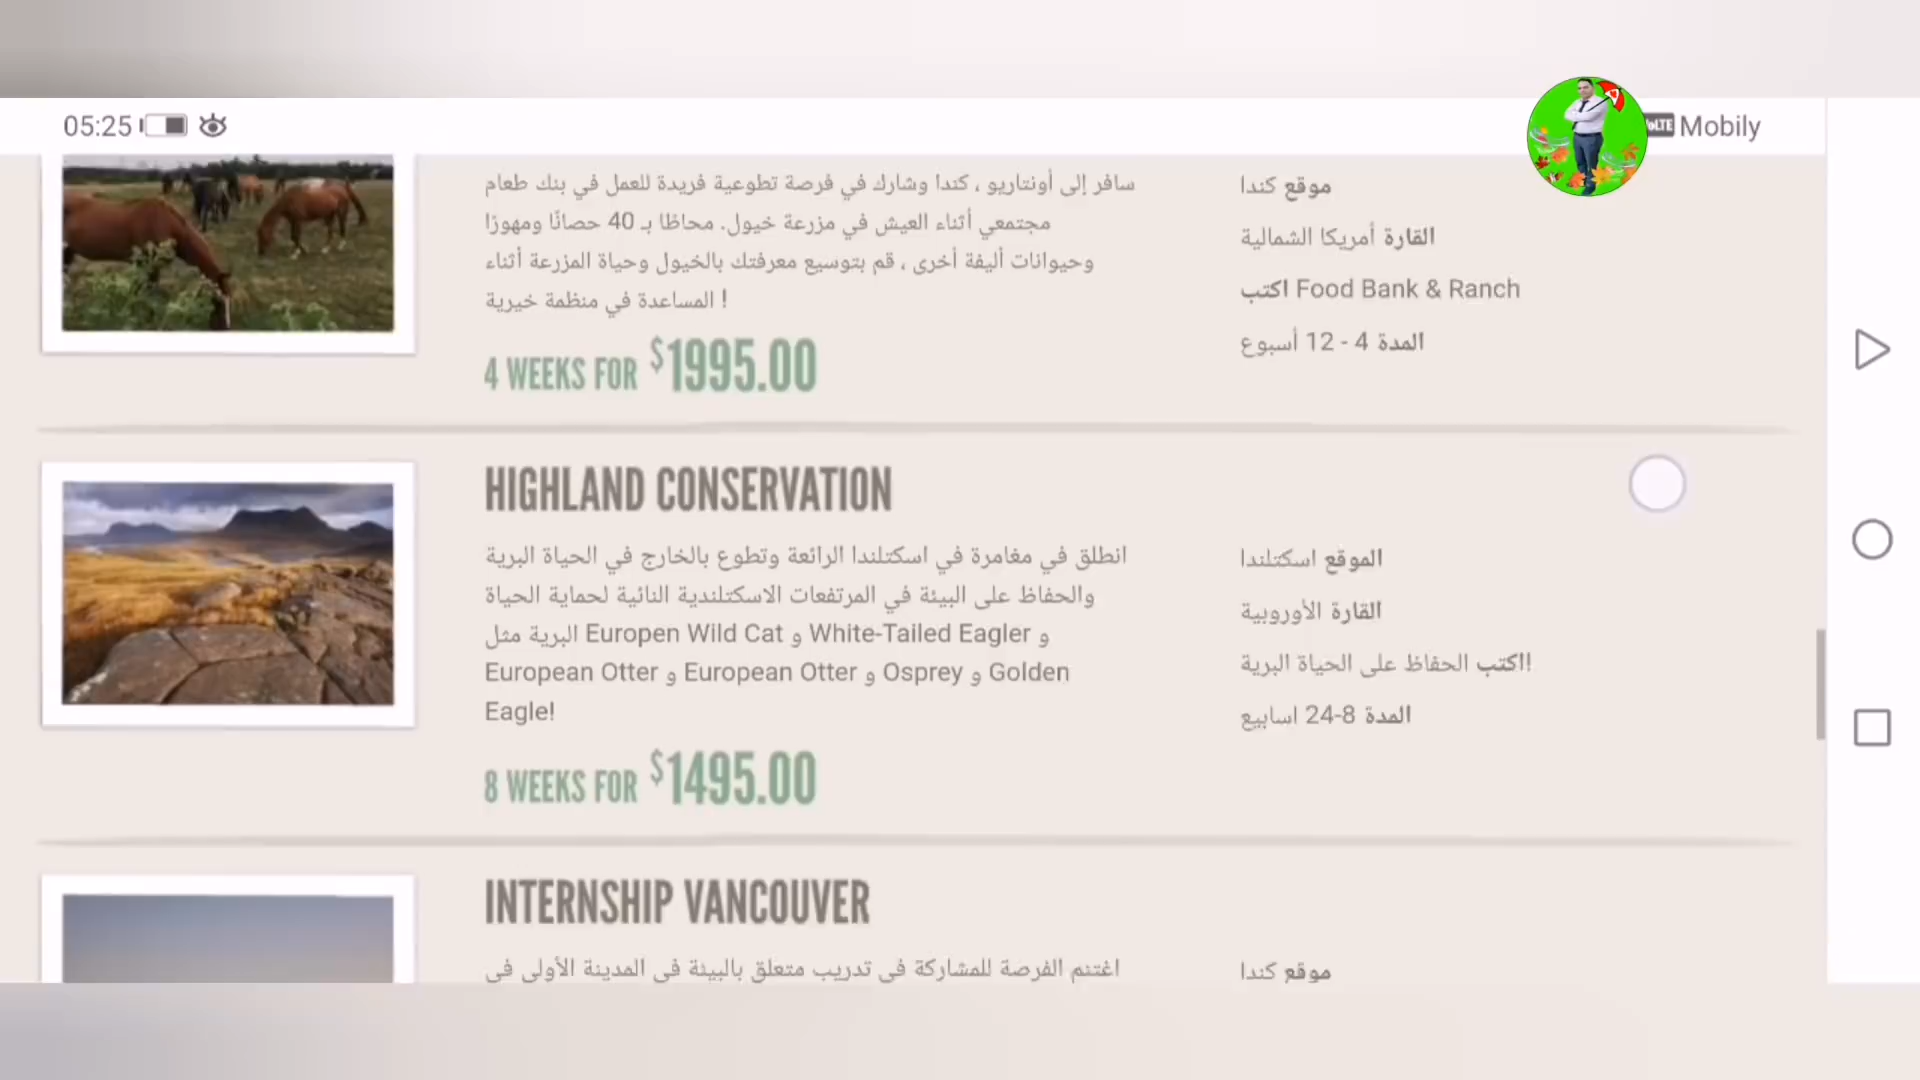 05:25
VoLTE Mobily
سافر إلى أونتاريو ، كندا وشارك في فرصة تطوعية فريدة للعمل في بنك طعام
مجتمعي أثناء العيش في مزرعة خيول. محاطًا بـ 40 حصانًا ومهورًا
وحيوانات أليفة أخرى ، قم بتوسيع معرفتك بالخيول وحياة المزرعة أثناء
المساعدة في منظمة خيرية !
4 WEEKS FOR $1995.00
موقع كندا
القارة أمريكا الشمالية
اكتب Food Bank & Ranch
المدة 4 - 12 أسبوع
HIGHLAND CONSERVATION
انطلق في مغامرة في اسكتلندا الرائعة وتطوع بالخارج في الحياة البرية
والحفاظ على البيئة في المرتفعات الاسكتلندية النائية لحماية الحياة
البرية مثل Europen Wild Cat و White-Tailed Eagler و
European Otter و European Otter و Osprey و Golden
Eagle!
8 WEEKS FOR $1495.00
الموقع اسكتلندا
القارة الأوروبية
اكتب الحفاظ على الحياة البرية!!
المدة 8-24 اسابيع
INTERNSHIP VANCOUVER
اغتنم الفرصة للمشاركة في تدريب متعلق بالبيئة في المدينة الأولى في
موقع كندا